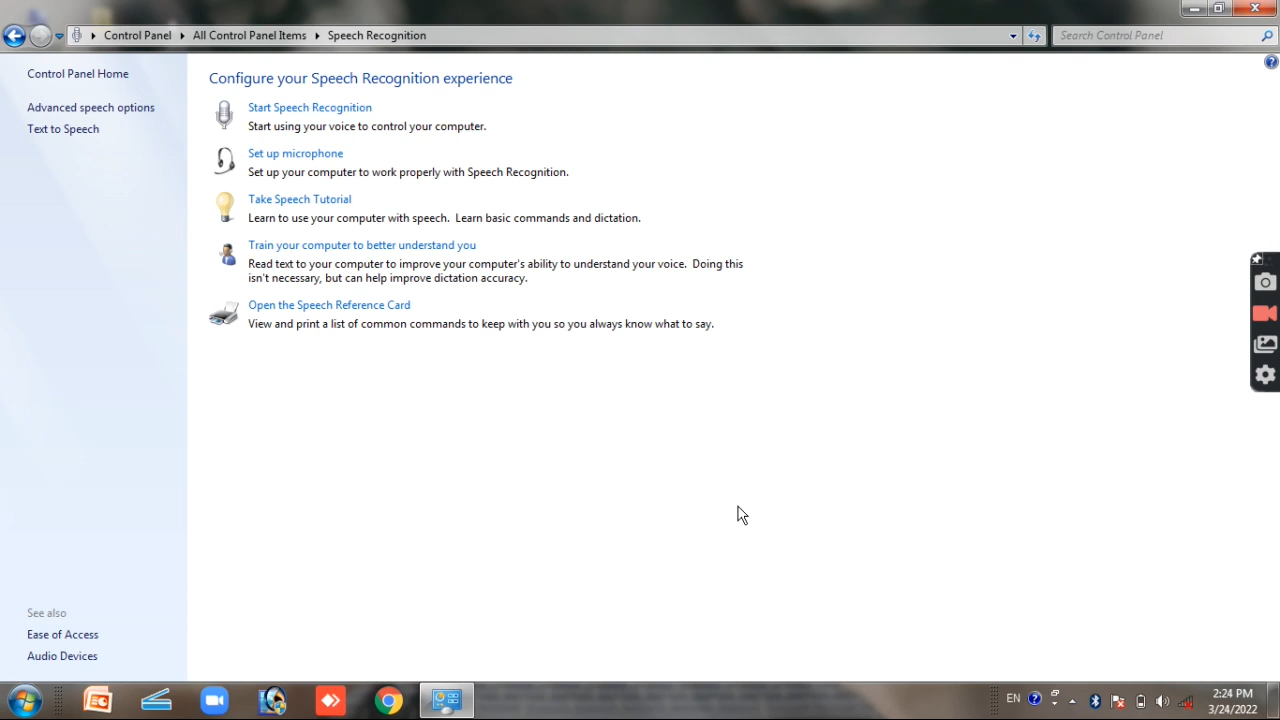 Control Panel All Control Panel Items Speech Recognition Search Control Panel
Control Panel Home
Advanced speech options
Text to Speech
Configure your Speech Recognition experience
Start Speech Recognition
Start using your voice to control your computer.
Set up microphone
Set up your computer to work properly with Speech Recognition.
Take Speech Tutorial
Learn to use your computer with speech. Learn basic commands and dictation.
Train your computer to better understand you
Read text to your computer to improve your computer's ability to understand your voice. Doing this
isn't necessary, but can help improve dictation accuracy.
Open the Speech Reference Card
View and print a list of common commands to keep with you so you always know what to say.
See also
Ease of Access
Audio Devices
EN 2:24 PM
3/24/2022